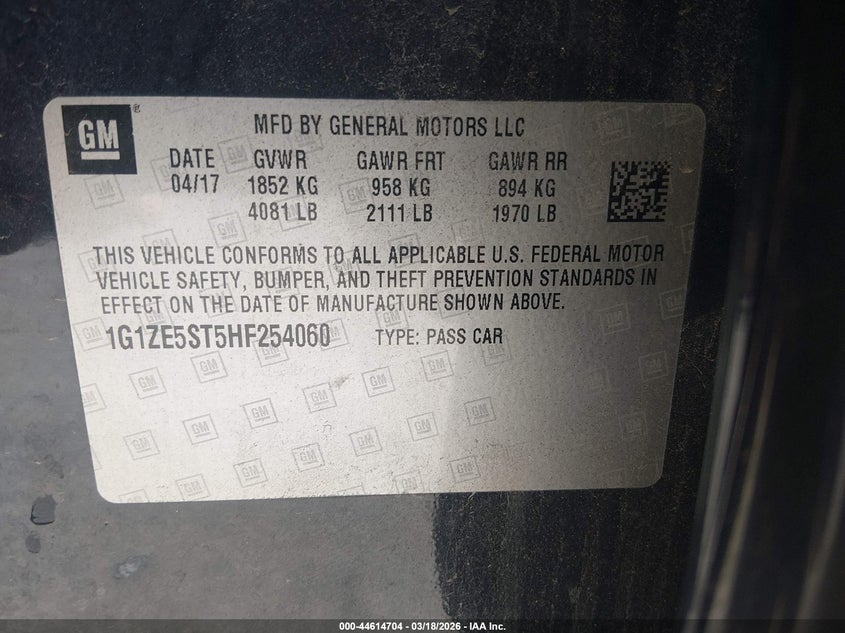 GM
MFD BY GENERAL MOTORS LLC
DATE GVWR GAWR FRT GAWR RR
04/17 1852 KG 958 KG 894 KG
4081 LB 2111 LB 1970 LB
THIS VEHICLE CONFORMS TO ALL APPLICABLE U.S. FEDERAL MOTOR
VEHICLE SAFETY, BUMPER, AND THEFT PREVENTION STANDARDS IN
EFFECT ON THE DATE OF MANUFACTURE SHOWN ABOVE.
1G1ZE5ST5HF254060 TYPE: PASS CAR
000-44614704 | 03/18/2026 | IAA Inc.